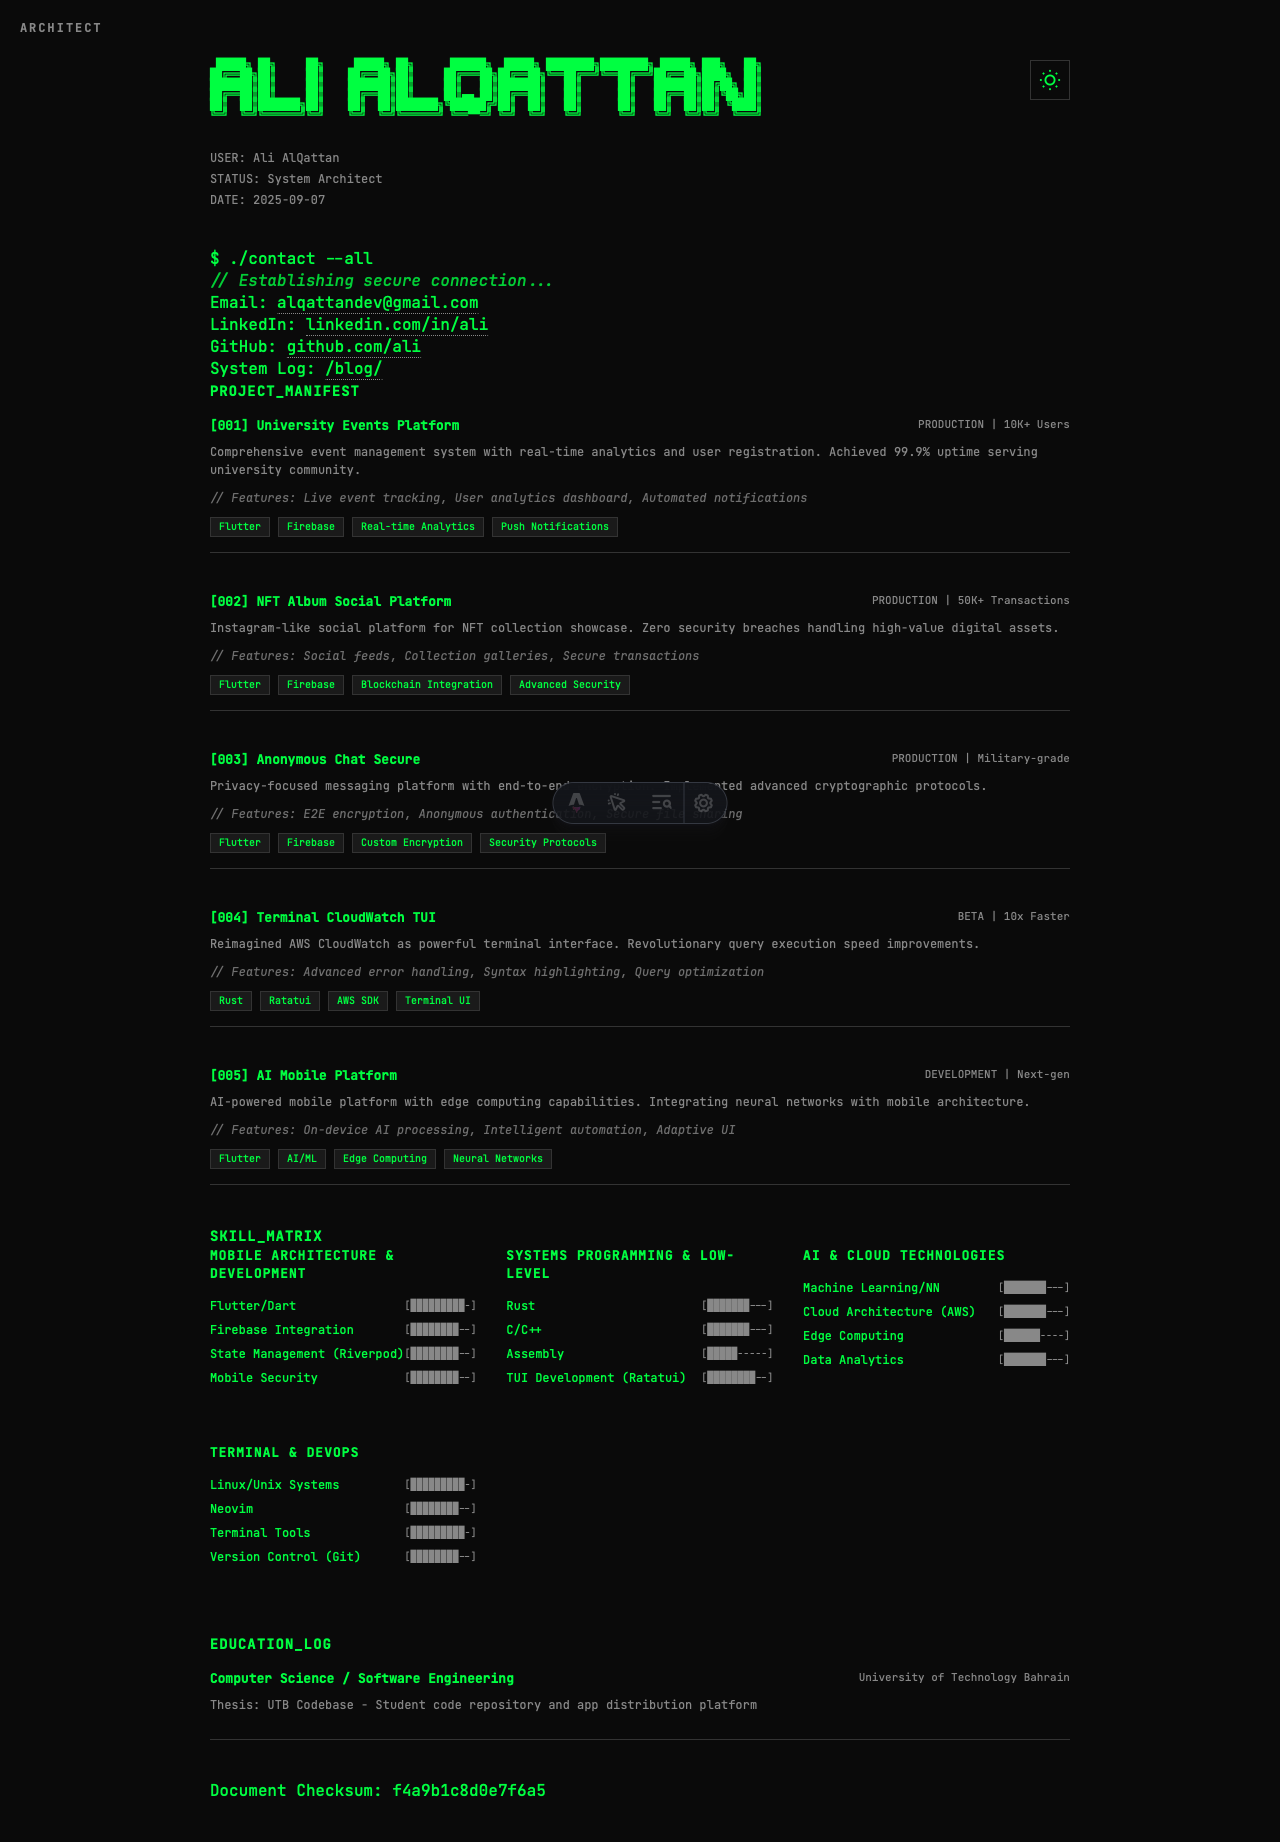 ARCHITECT
ALI ALQATTAN
USER: Ali AlQattan
STATUS: System Architect
DATE: 2025-09-07
$ ./contact --all
// Establishing secure connection...
Email: alqattandev@gmail.com
LinkedIn: linkedin.com/in/ali
GitHub: github.com/ali
System Log: /blog/
PROJECT_MANIFEST
[001] University Events Platform PRODUCTION | 10K+ Users
Comprehensive event management system with real-time analytics and user registration. Achieved 99.9% uptime serving
university community.
// Features: Live event tracking, User analytics dashboard, Automated notifications
Flutter Firebase Real-time Analytics Push Notifications
[002] NFT Album Social Platform PRODUCTION | 50K+ Transactions
Instagram-like social platform for NFT collection showcase. Zero security breaches handling high-value digital assets.
// Features: Social feeds, Collection galleries, Secure transactions
Flutter Firebase Blockchain Integration Advanced Security
[003] Anonymous Chat Secure PRODUCTION | Military-grade
Privacy-focused messaging platform with end-to-end advanced cryptographic protocols.
// Features: E2E encryption, Anonymous authentication, Secure file sharing
Flutter Firebase Custom Encryption Security Protocols
[004] Terminal CloudWatch TUI BETA | 10x Faster
Reimagined AWS CloudWatch as powerful terminal interface. Revolutionary query execution speed improvements.
// Features: Advanced error handling, Syntax highlighting, Query optimization
Rust Ratatui AWS SDK Terminal UI
[005] AI Mobile Platform DEVELOPMENT | Next-gen
AI-powered mobile platform with edge computing capabilities. Integrating neural networks with mobile architecture.
// Features: On-device AI processing, Intelligent automation, Adaptive UI
Flutter AI/ML Edge Computing Neural Networks
SKILL_MATRIX
MOBILE ARCHITECTURE &
DEVELOPMENT
Flutter/Dart [█████████-]
Firebase Integration [████████--]
State Management (Riverpod) [████████--]
Mobile Security [████████--]
SYSTEMS PROGRAMMING & LOW-
LEVEL
Rust [███████---]
C/C++ [███████---]
Assembly [█████-----]
TUI Development (Ratatui) [████████--]
AI & CLOUD TECHNOLOGIES
Machine Learning/NN [███████---]
Cloud Architecture (AWS) [███████---]
Edge Computing [██████----]
Data Analytics [███████---]
TERMINAL & DEVOPS
Linux/Unix Systems [█████████-]
Neovim [████████--]
Terminal Tools [█████████-]
Version Control (Git) [████████--]
EDUCATION_LOG
Computer Science / Software Engineering University of Technology Bahrain
Thesis: UTB Codebase - Student code repository and app distribution platform
Document Checksum: f4a9b1c8d0e7f6a5